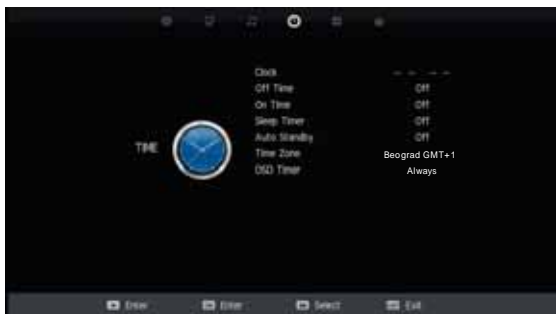 Clock -- --
Off Time Off
On Time Off
Sleep Timer Off
Auto Standby Off
TIME
Time Zone Beograd GMT+1
OSD Timer Always
Enter Enter Select Exit